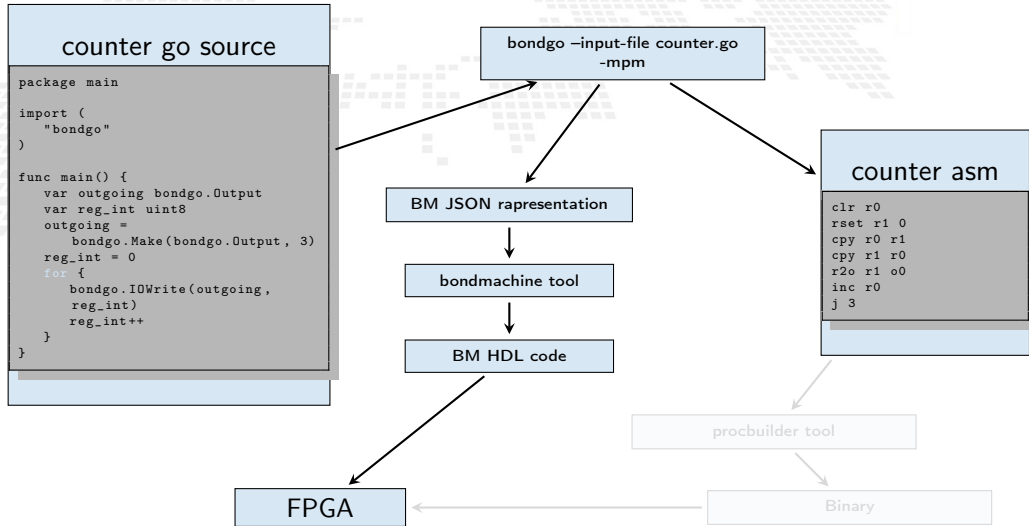 counter go source
package main
import (
"bondgo"
)
func main() {
var outgoing bondgo.Output
var reg_int uint8
outgoing =
bondgo.Make(bondgo.Output, 3)
reg_int = 0
for {
bondgo.IOWrite(outgoing,
reg_int)
reg_int++
}
}
bondgo –input-file counter.go
-mpm
BM JSON rapresentation
bondmachine tool
BM HDL code
FPGA
counter asm
clr r0
rset r1 0
cpy r0 r1
cpy r1 r0
r2o r1 o0
inc r0
j 3
procbuilder tool
Binary